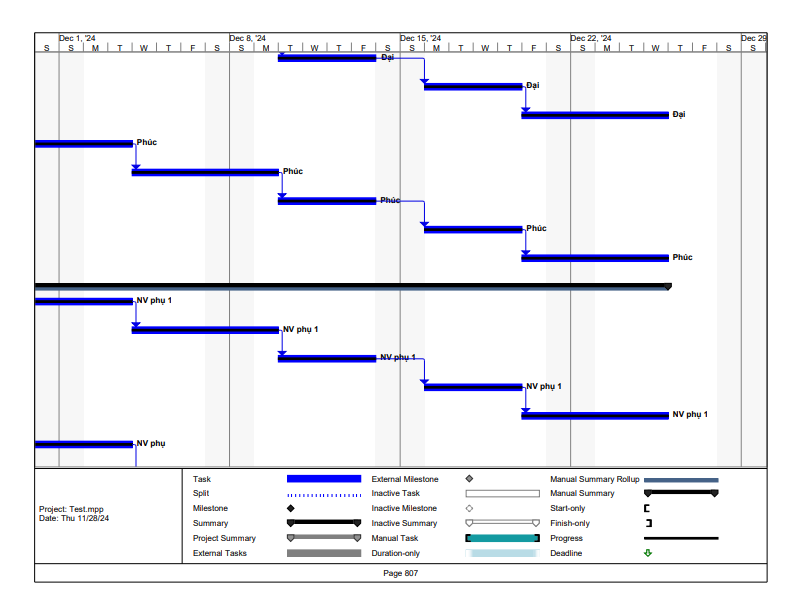 Dec 1, '24 Dec 8, '24 Dec 15, '24 Dec 22, '24 Dec 29
S S M T W T F S S M T W T F S S M T W T F S S M T W T F S S
Đại
Đại
Đại
Phúc
Phúc
Phúc
Phúc
Phúc
NV phụ 1
NV phụ 1
NV phụ 1
NV phụ 1
NV phụ 1
NV phụ
Project: Test.mpp
Date: Thu 11/28/24
Task
Split
Milestone
Summary
Project Summary
External Tasks
External Milestone
Inactive Task
Inactive Milestone
Inactive Summary
Manual Task
Duration-only
Manual Summary Rollup
Manual Summary
Start-only
Finish-only
Progress
Deadline
Page 807